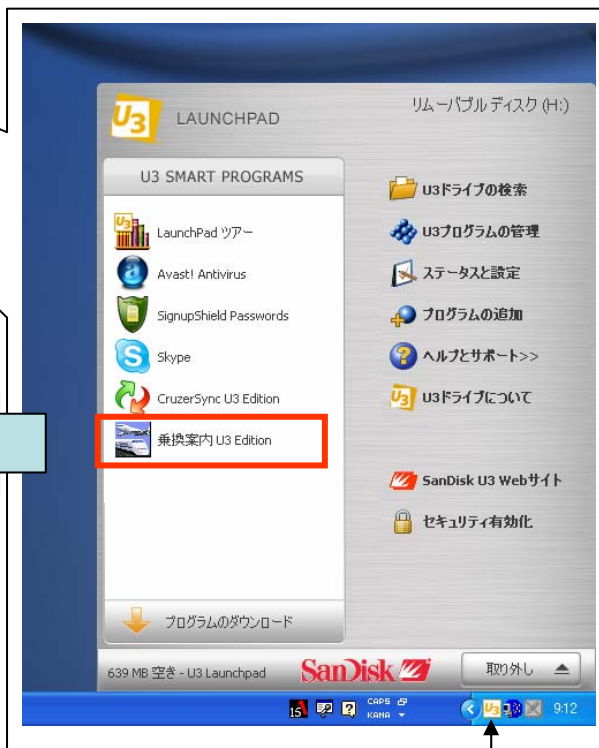 U3 LAUNCHPAD
リムーバブル ディスク (H:)
U3 SMART PROGRAMS
LaunchPad ツアー
Avast! Antivirus
SignupShield Passwords
Skype
CruzerSync U3 Edition
乗換案内 U3 Edition
プログラムのダウンロード
U3ドライブの検索
U3プログラムの管理
ステータスと設定
プログラムの追加
ヘルプとサポート>>
U3ドライブについて
SanDisk U3 Webサイト
セキュリティ有効化
639 MB 空き - U3 Launchpad
SanDisk
取り外し
15
CAPS
KANA
U3
9:12